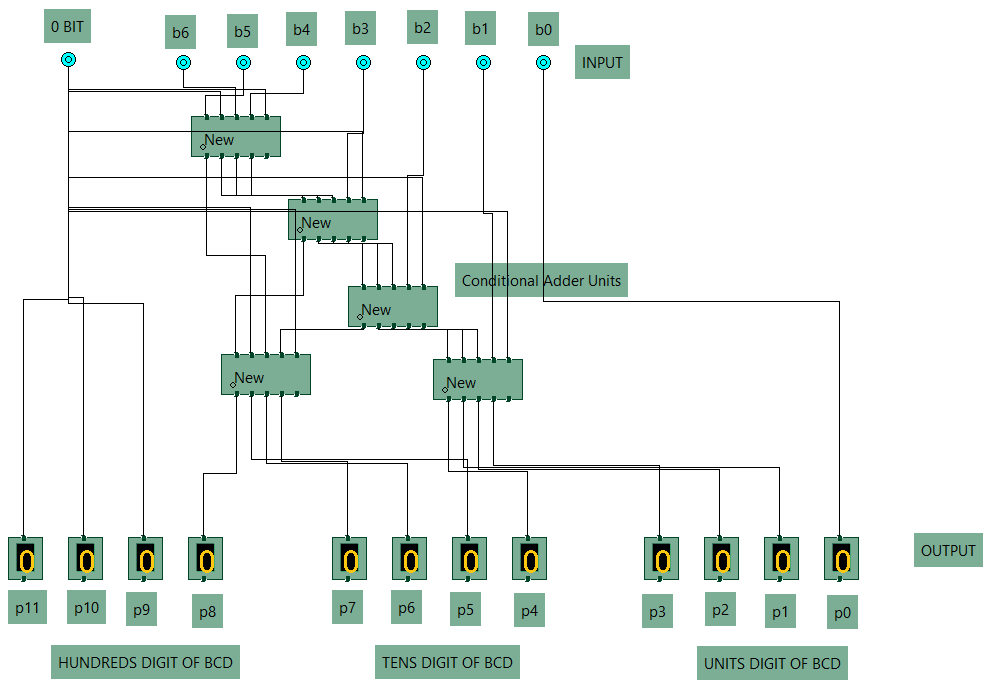 0 BIT
b6
b5
b4
b3
b2
b1
b0
INPUT
New
New
Conditional Adder Units
New
New
New
0
0
0
0
0
0
0
0
0
0
0
0
OUTPUT
p11
p10
p9
p8
p7
p6
p5
p4
p3
p2
p1
p0
HUNDREDS DIGIT OF BCD
TENS DIGIT OF BCD
UNITS DIGIT OF BCD